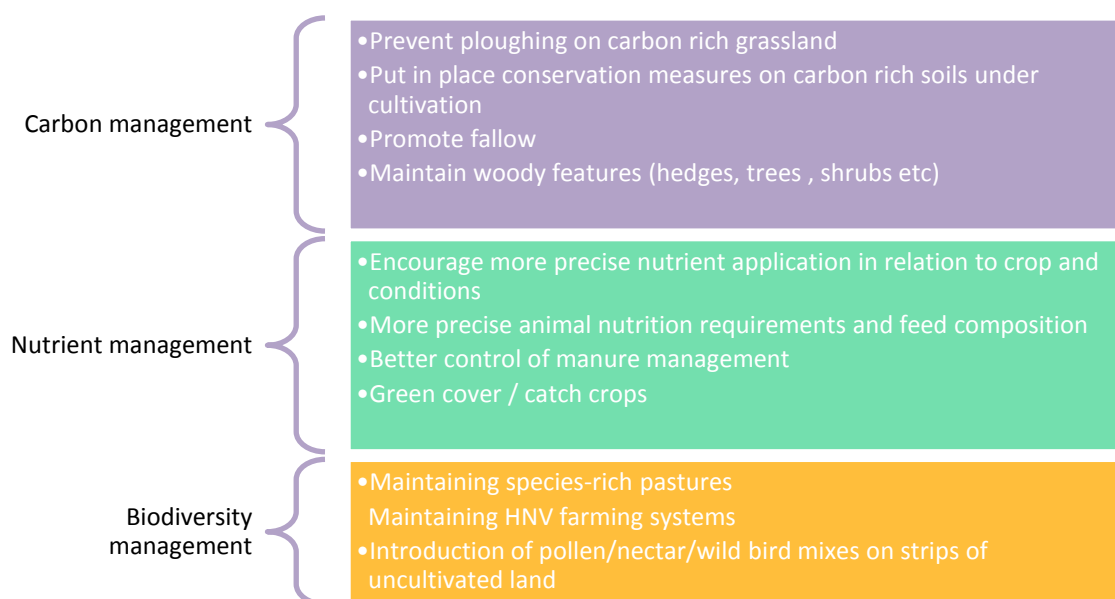 Carbon management
•Prevent ploughing on carbon rich grassland
•Put in place conservation measures on carbon rich soils under
cultivation
•Promote fallow
•Maintain woody features (hedges, trees , shrubs etc)
Nutrient management
•Encourage more precise nutrient application in relation to crop and
conditions
•More precise animal nutrition requirements and feed composition
•Better control of manure management
•Green cover / catch crops
Biodiversity
management
•Maintaining species-rich pastures
Maintaining HNV farming systems
•Introduction of pollen/nectar/wild bird mixes on strips of
uncultivated land